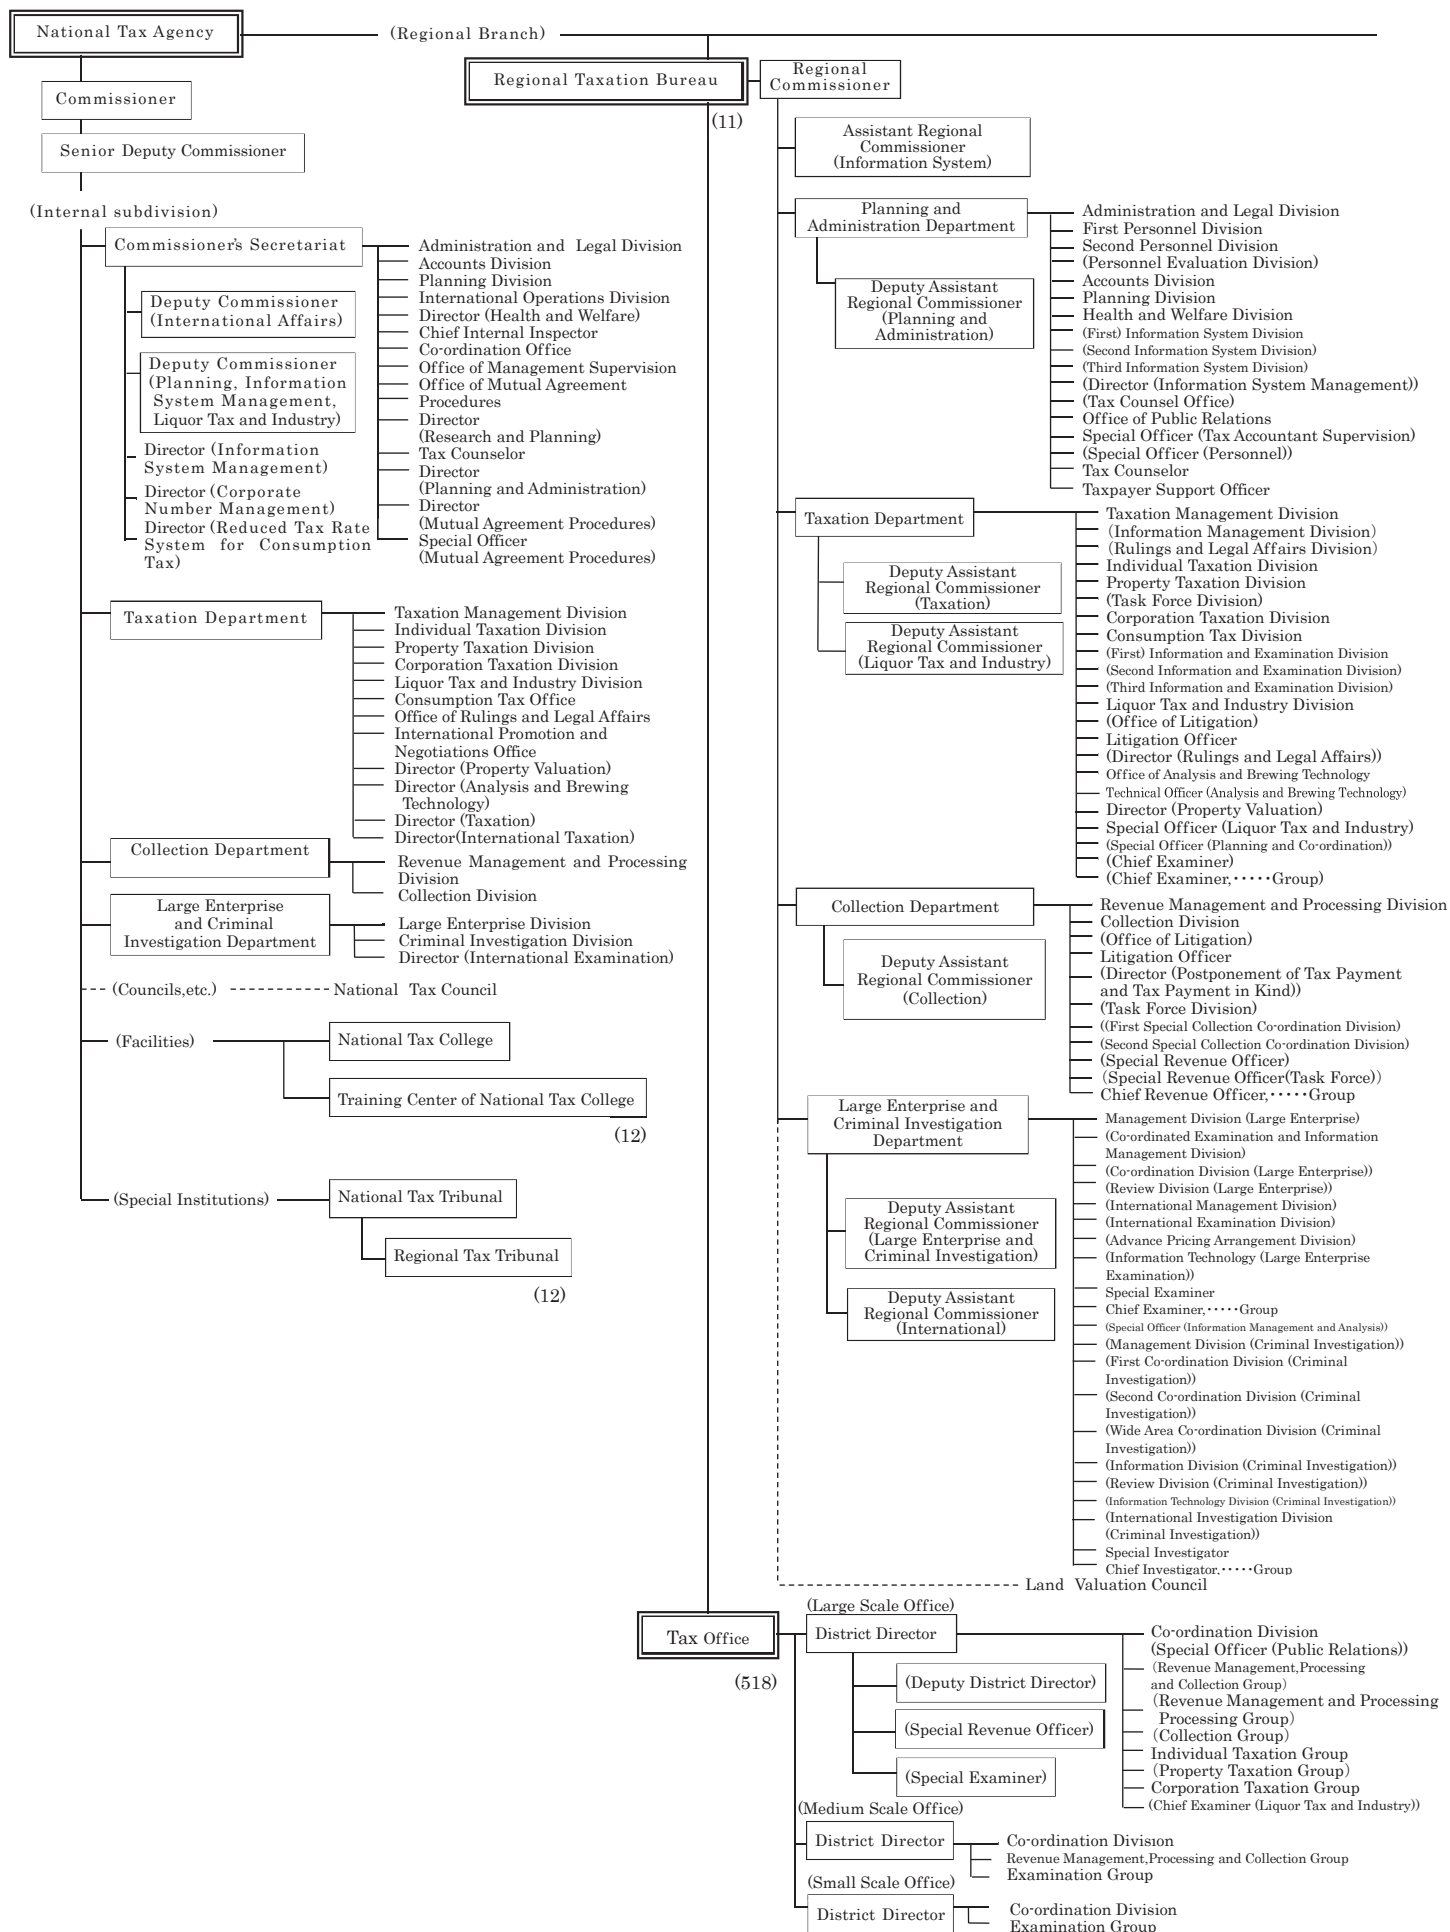 National Tax Agency
(Regional Branch)
Commissioner
Senior Deputy Commissioner
(Internal subdivision)
Commissioner's Secretariat
Deputy Commissioner
(International Affairs)
Deputy Commissioner
(Planning, Information
System Management,
Liquor Tax and Industry)
Director (Information
System Management)
Director (Corporate
Number Management)
Director (Reduced Tax Rate
System for Consumption
Tax)
Administration and Legal Division
Accounts Division
Planning Division
International Operations Division
Director (Health and Welfare)
Chief Internal Inspector
Co-ordination Office
Office of Management Supervision
Office of Mutual Agreement
Procedures
Director
(Research and Planning)
Tax Counselor
Director
(Planning and Administration)
Director
(Mutual Agreement Procedures)
Special Officer
(Mutual Agreement Procedures)
Taxation Department
Taxation Management Division
Individual Taxation Division
Property Taxation Division
Corporation Taxation Division
Liquor Tax and Industry Division
Consumption Tax Office
Office of Rulings and Legal Affairs
International Promotion and
Negotiations Office
Director (Property Valuation)
Director (Analysis and Brewing
Technology)
Director (Taxation)
Director(International Taxation)
Collection Department
Revenue Management and Processing
Division
Collection Division
Large Enterprise
and Criminal
Investigation Department
Large Enterprise Division
Criminal Investigation Division
Director (International Examination)
(Councils,etc.)
National Tax Council
(Facilities)
National Tax College
Training Center of National Tax College
(12)
(Special Institutions)
National Tax Tribunal
Regional Tax Tribunal
(12)
Regional Taxation Bureau
(11)
Regional
Commissioner
Assistant Regional
Commissioner
(Information System)
Planning and
Administration Department
Deputy Assistant
Regional Commissioner
(Planning and
Administration)
Administration and Legal Division
First Personnel Division
Second Personnel Division
(Personnel Evaluation Division)
Accounts Division
Planning Division
Health and Welfare Division
(First) Information System Division
(Second Information System Division)
(Third Information System Division)
(Director (Information System Management))
(Tax Counsel Office)
Office of Public Relations
Special Officer (Tax Accountant Supervision)
(Special Officer (Personnel))
Tax Counselor
Taxpayer Support Officer
Taxation Department
Deputy Assistant
Regional Commissioner
(Taxation)
Deputy Assistant
Regional Commissioner
(Liquor Tax and Industry)
Taxation Management Division
(Information Management Division)
(Rulings and Legal Affairs Division)
Individual Taxation Division
Property Taxation Division
(Task Force Division)
Corporation Taxation Division
Consumption Tax Division
(First) Information and Examination Division
(Second Information and Examination Division)
(Third Information and Examination Division)
Liquor Tax and Industry Division
(Office of Litigation)
Litigation Officer
(Director (Rulings and Legal Affairs))
Office of Analysis and Brewing Technology
Technical Officer (Analysis and Brewing Technology)
Director (Property Valuation)
Special Officer (Liquor Tax and Industry)
(Special Officer (Planning and Co-ordination))
(Chief Examiner)
(Chief Examiner,·····Group)
Collection Department
Deputy Assistant
Regional Commissioner
(Collection)
Revenue Management and Processing Division
Collection Division
(Office of Litigation)
Litigation Officer
(Director (Postponement of Tax Payment
and Tax Payment in Kind))
(Task Force Division)
((First Special Collection Co-ordination Division)
(Second Special Collection Co-ordination Division)
(Special Revenue Officer)
(Special Revenue Officer(Task Force))
Chief Revenue Officer,·····Group
Large Enterprise and
Criminal Investigation
Department
Deputy Assistant
Regional Commissioner
(Large Enterprise and
Criminal Investigation)
Deputy Assistant
Regional Commissioner
(International)
Management Division (Large Enterprise)
(Co-ordinated Examination and Information
Management Division)
(Co-ordination Division (Large Enterprise))
(Review Division (Large Enterprise))
(International Management Division)
(International Examination Division)
(Advance Pricing Arrangement Division)
(Information Technology (Large Enterprise
Examination))
Special Examiner
Chief Examiner,·····Group
(Special Officer (Information Management and Analysis))
(Management Division (Criminal Investigation))
(First Co-ordination Division (Criminal
Investigation))
(Second Co-ordination Division (Criminal
Investigation))
(Wide Area Co-ordination Division (Criminal
Investigation))
(Information Division (Criminal Investigation))
(Review Division (Criminal Investigation))
(Information Technology Division (Criminal Investigation))
(International Investigation Division
(Criminal Investigation))
Special Investigator
Chief Investigator,·····Group
Land Valuation Council
Tax Office
(518)
(Large Scale Office)
District Director
(Deputy District Director)
(Special Revenue Officer)
(Special Examiner)
Co-ordination Division
(Special Officer (Public Relations))
(Revenue Management,Processing
and Collection Group)
(Revenue Management and Processing
Processing Group)
(Collection Group)
Individual Taxation Group
(Property Taxation Group)
Corporation Taxation Group
(Chief Examiner (Liquor Tax and Industry))
(Medium Scale Office)
District Director
Co-ordination Division
Revenue Management,Processing and Collection Group
Examination Group
(Small Scale Office)
District Director
Co-ordination Division
Examination Group